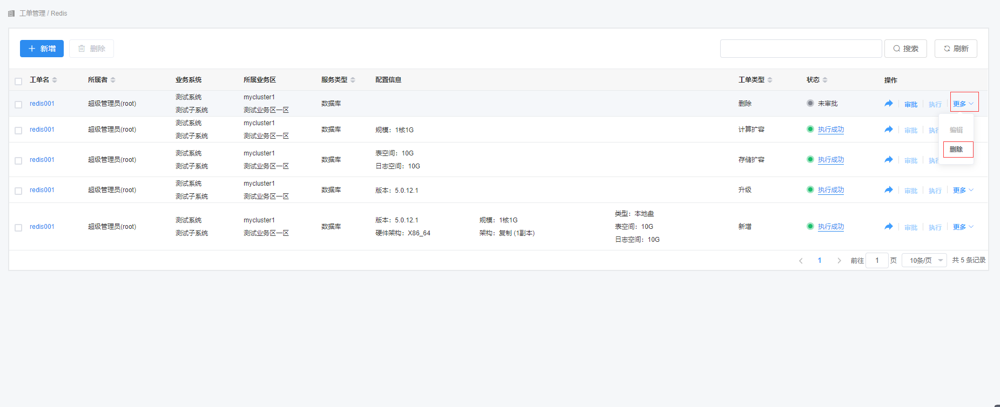 工单管理 / Redis
新增 删除 搜索 刷新
工单名 所属者 业务系统 所属业务区 服务类型 配置信息 工单类型 状态 操作
redis001 超级管理员(root) 测试系统 mycluster1 数据库 删除 未审批 审批 执行 更多
测试子系统 测试业务区一区
redis001 超级管理员(root) 测试系统 mycluster1 数据库 规模：1核1G 计算扩容 执行成功 审批 执行 编辑
测试子系统 测试业务区一区
删除
redis001 超级管理员(root) 测试系统 mycluster1 数据库 表空间：10G 存储扩容 执行成功 审批 执行
测试子系统 测试业务区一区 日志空间：10G
redis001 超级管理员(root) 测试系统 mycluster1 数据库 版本：5.0.12.1 升级 执行成功 审批 执行 更多
测试子系统 测试业务区一区
类型：本地盘
redis001 超级管理员(root) 测试系统 mycluster1 数据库 版本：5.0.12.1 规模：1核1G 表空间：10G 新增 执行成功 审批 执行 更多
测试子系统 测试业务区一区 硬件架构：X86_64 架构：复制 (1副本)
日志空间：10G
1 前往 1 页 10条/页 共 5 条记录